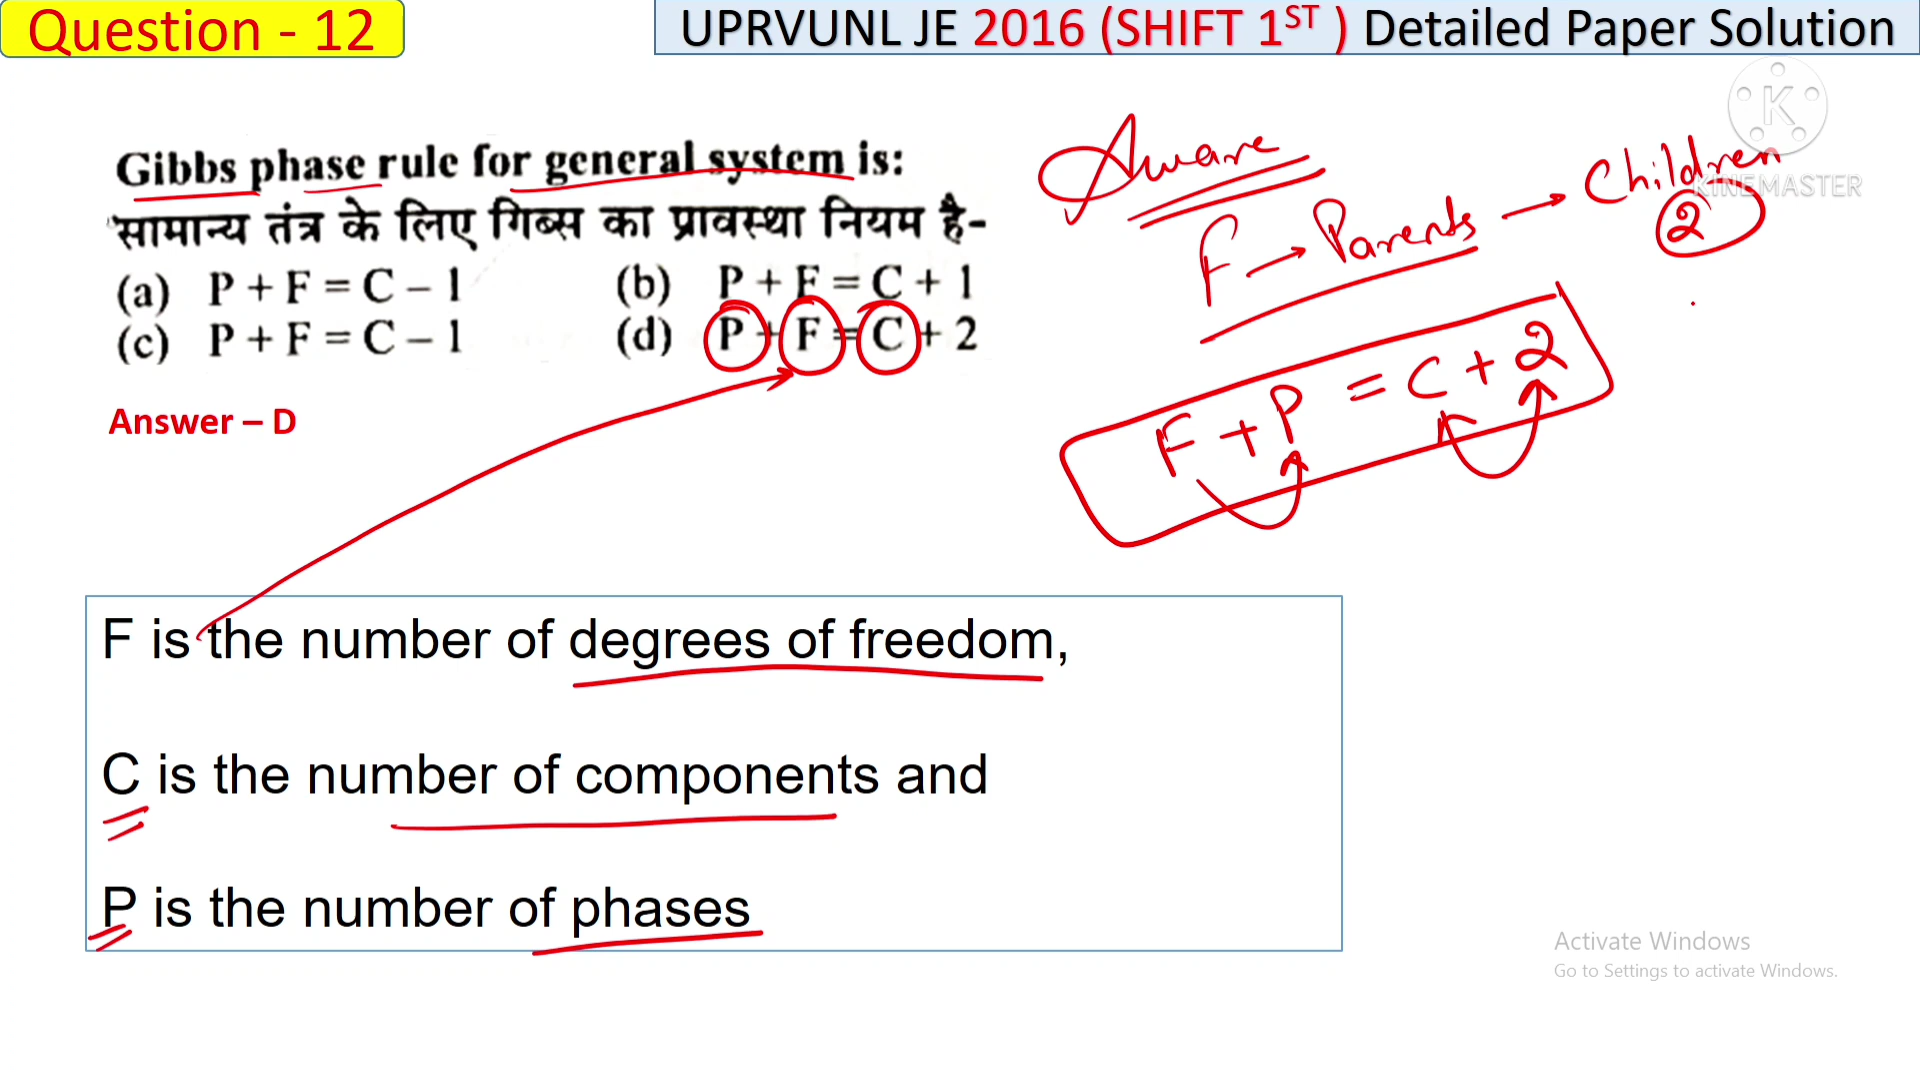 Question - 12
UPRVUNL JE 2016 (SHIFT 1ST ) Detailed Paper Solution
Gibbs phase rule for general system is:
सामान्य तंत्र के लिए गिब्स का प्रावस्था नियम है-
(a) P + F = C – 1 (b) P + F = C + 1
(c) P + F = C – 1 (d) P + F = C + 2
Answer – D
Aware
F → Parents → Children
2
F + P = C + 2
K
KINEMASTER
F is the number of degrees of freedom,
C is the number of components and
P is the number of phases
Activate Windows
Go to Settings to activate Windows.